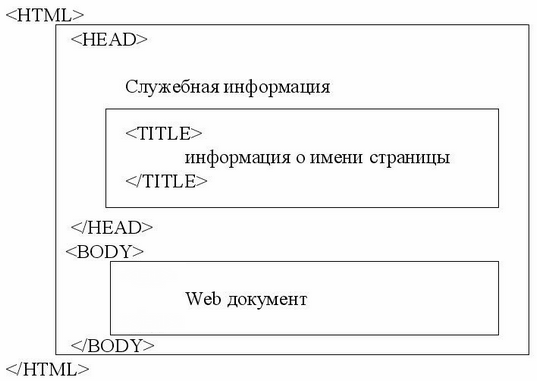 <HTML>
<HEAD>
Служебная информация
<TITLE>
информация о имени страницы
</TITLE>
</HEAD>
<BODY>
Web документ
</BODY>
</HTML>